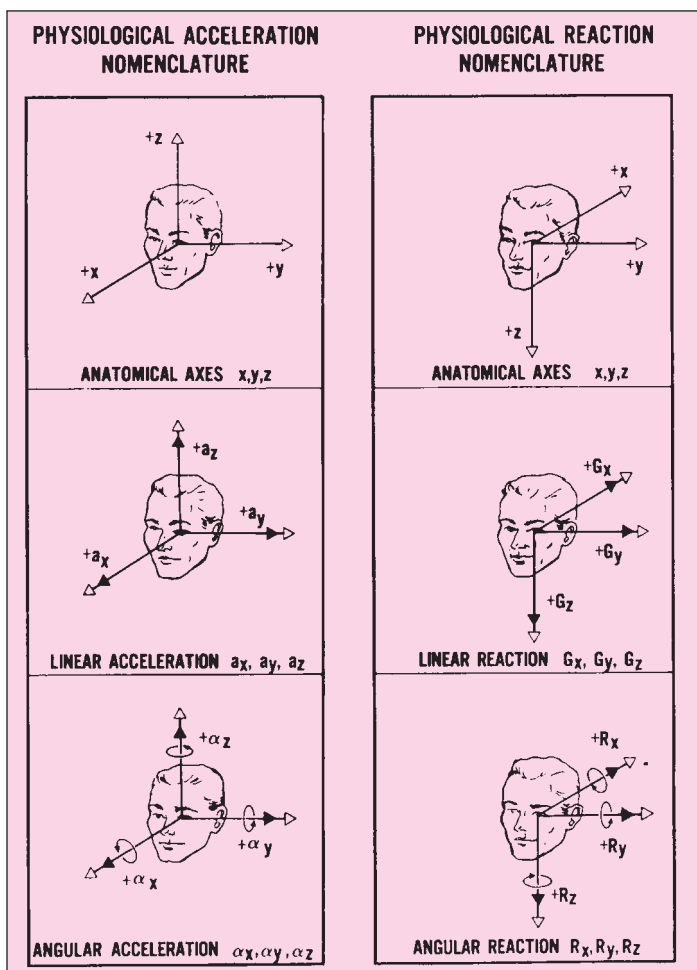 PHYSIOLOGICAL ACCELERATION
NOMENCLATURE
+z
+x
+y
ANATOMICAL AXES x,y,z
+az
+ay
+ax
LINEAR ACCELERATION ax, ay, az
+αz
+αy
+αx
ANGULAR ACCELERATION αx,αy,αz
PHYSIOLOGICAL REACTION
NOMENCLATURE
+x
+y
+z
ANATOMICAL AXES x,y,z
+Gx
+Gy
+Gz
LINEAR REACTION Gx, Gy, Gz
+Rx
+Ry
+Rz
ANGULAR REACTION Rx, Ry, Rz